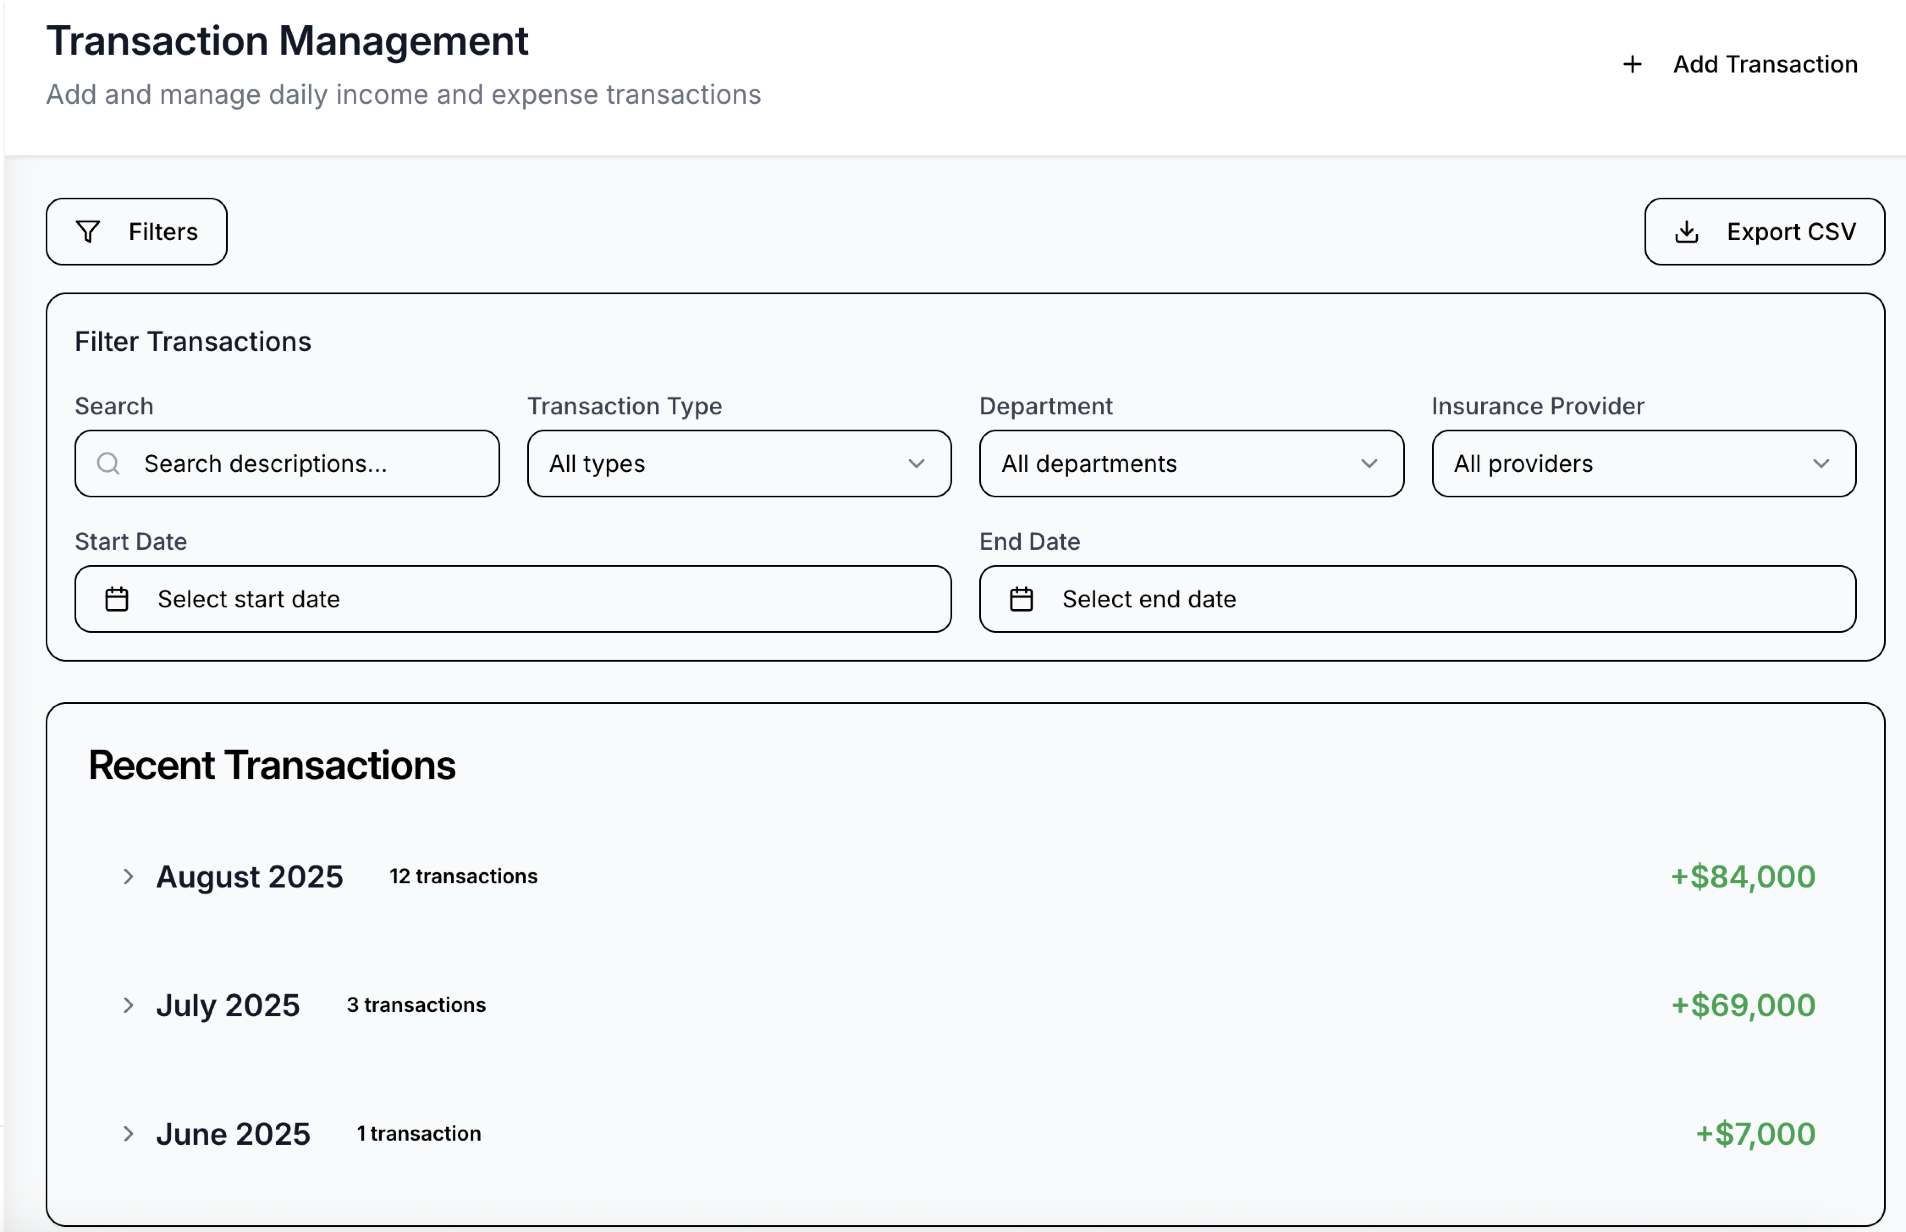 Transaction Management
Add and manage daily income and expense transactions
Add Transaction
Filters
Export CSV
Filter Transactions
Search
Transaction Type
Department
Insurance Provider
Search descriptions...
All types
All departments
All providers
Start Date
End Date
Select start date
Select end date
Recent Transactions
August 2025 12 transactions +$84,000
July 2025 3 transactions +$69,000
June 2025 1 transaction +$7,000